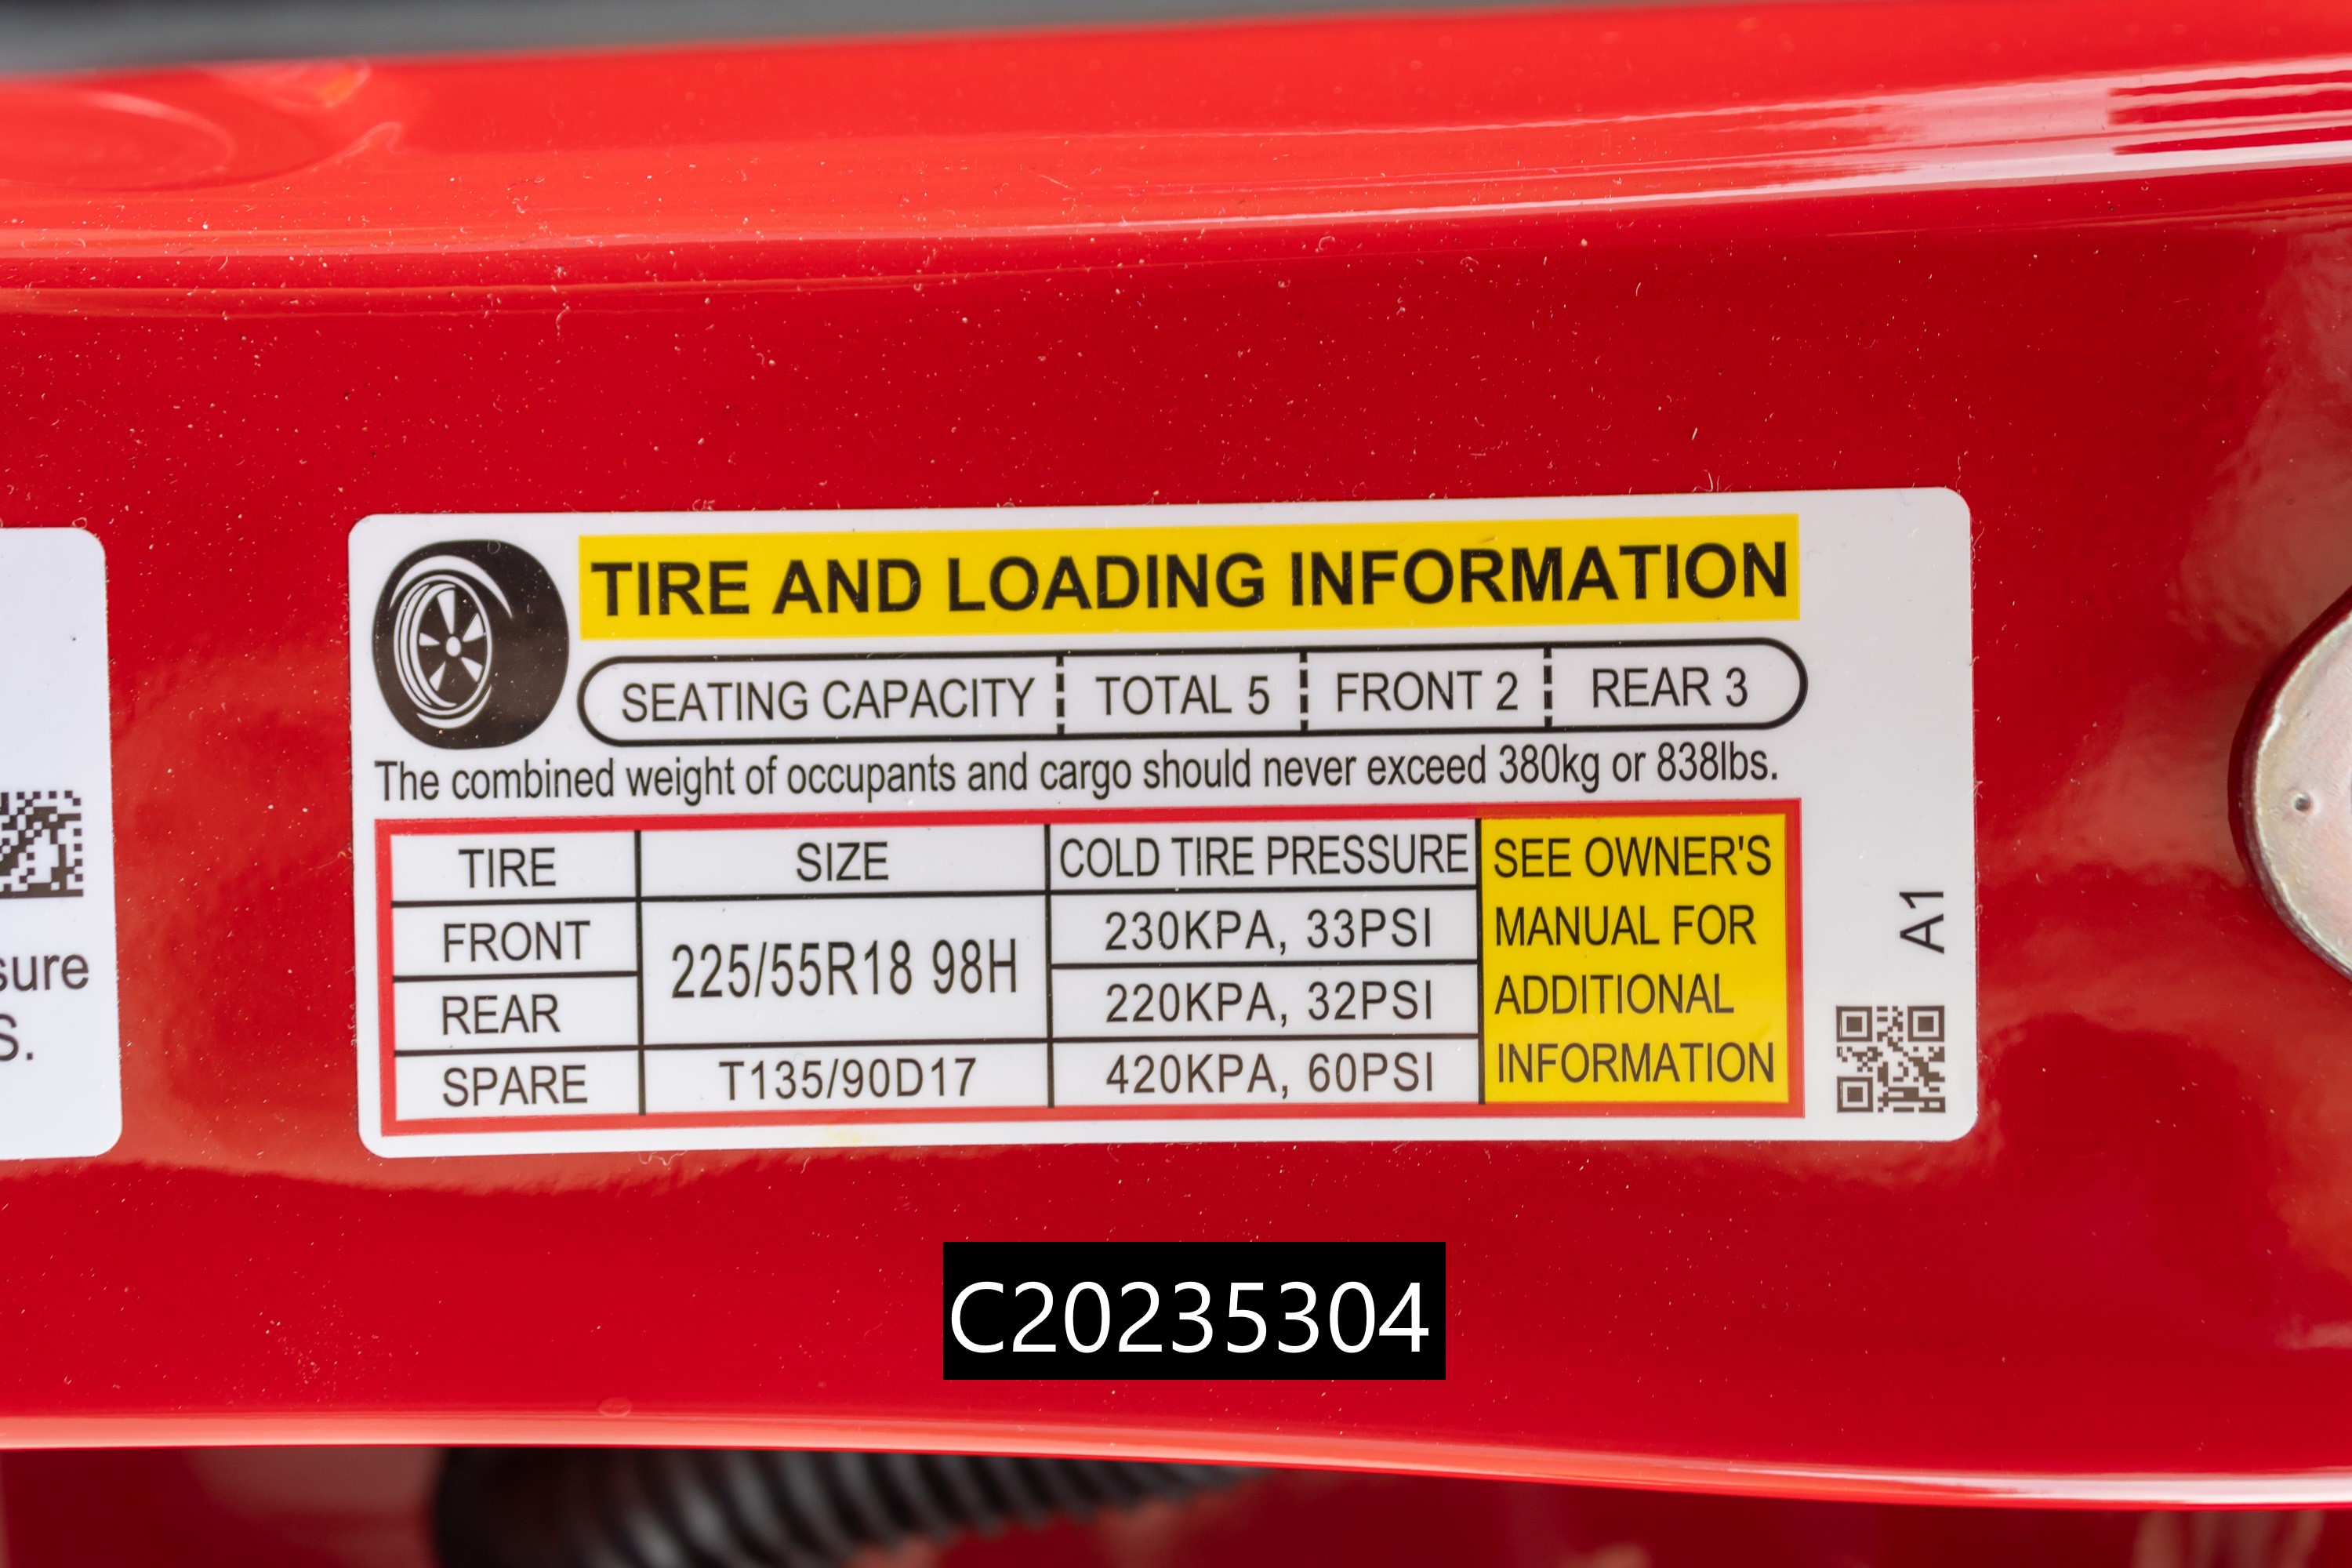 TIRE AND LOADING INFORMATION
SEATING CAPACITY TOTAL 5 FRONT 2 REAR 3
The combined weight of occupants and cargo should never exceed 380kg or 838lbs.
TIRE SIZE COLD TIRE PRESSURE
FRONT 225/55R18 98H 230KPA, 33PSI
REAR 220KPA, 32PSI
SPARE T135/90D17 420KPA, 60PSI
SEE OWNER'S
MANUAL FOR
ADDITIONAL
INFORMATION
A1
sure
S.
C20235304